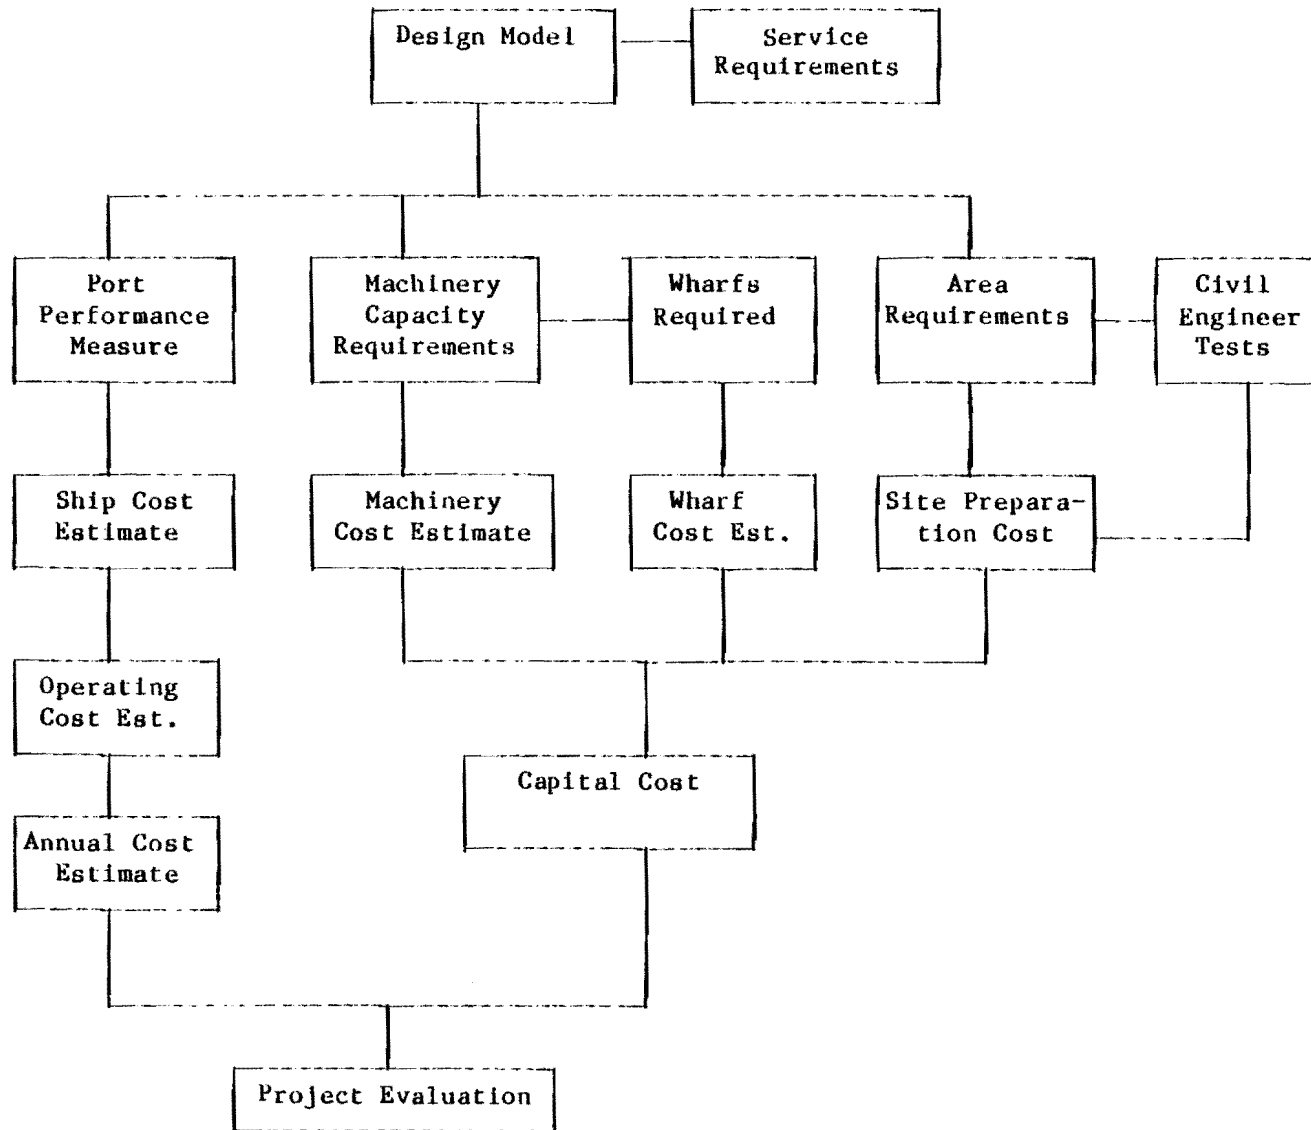 Design Model
Service
Requirements
Port
Performance
Measure
Machinery
Capacity
Requirements
Wharfs
Required
Area
Requirements
Civil
Engineer
Tests
Ship Cost
Estimate
Machinery
Cost Estimate
Wharf
Cost Est.
Site Prepara-
tion Cost
Operating
Cost Est.
Capital Cost
Annual Cost
Estimate
Project Evaluation